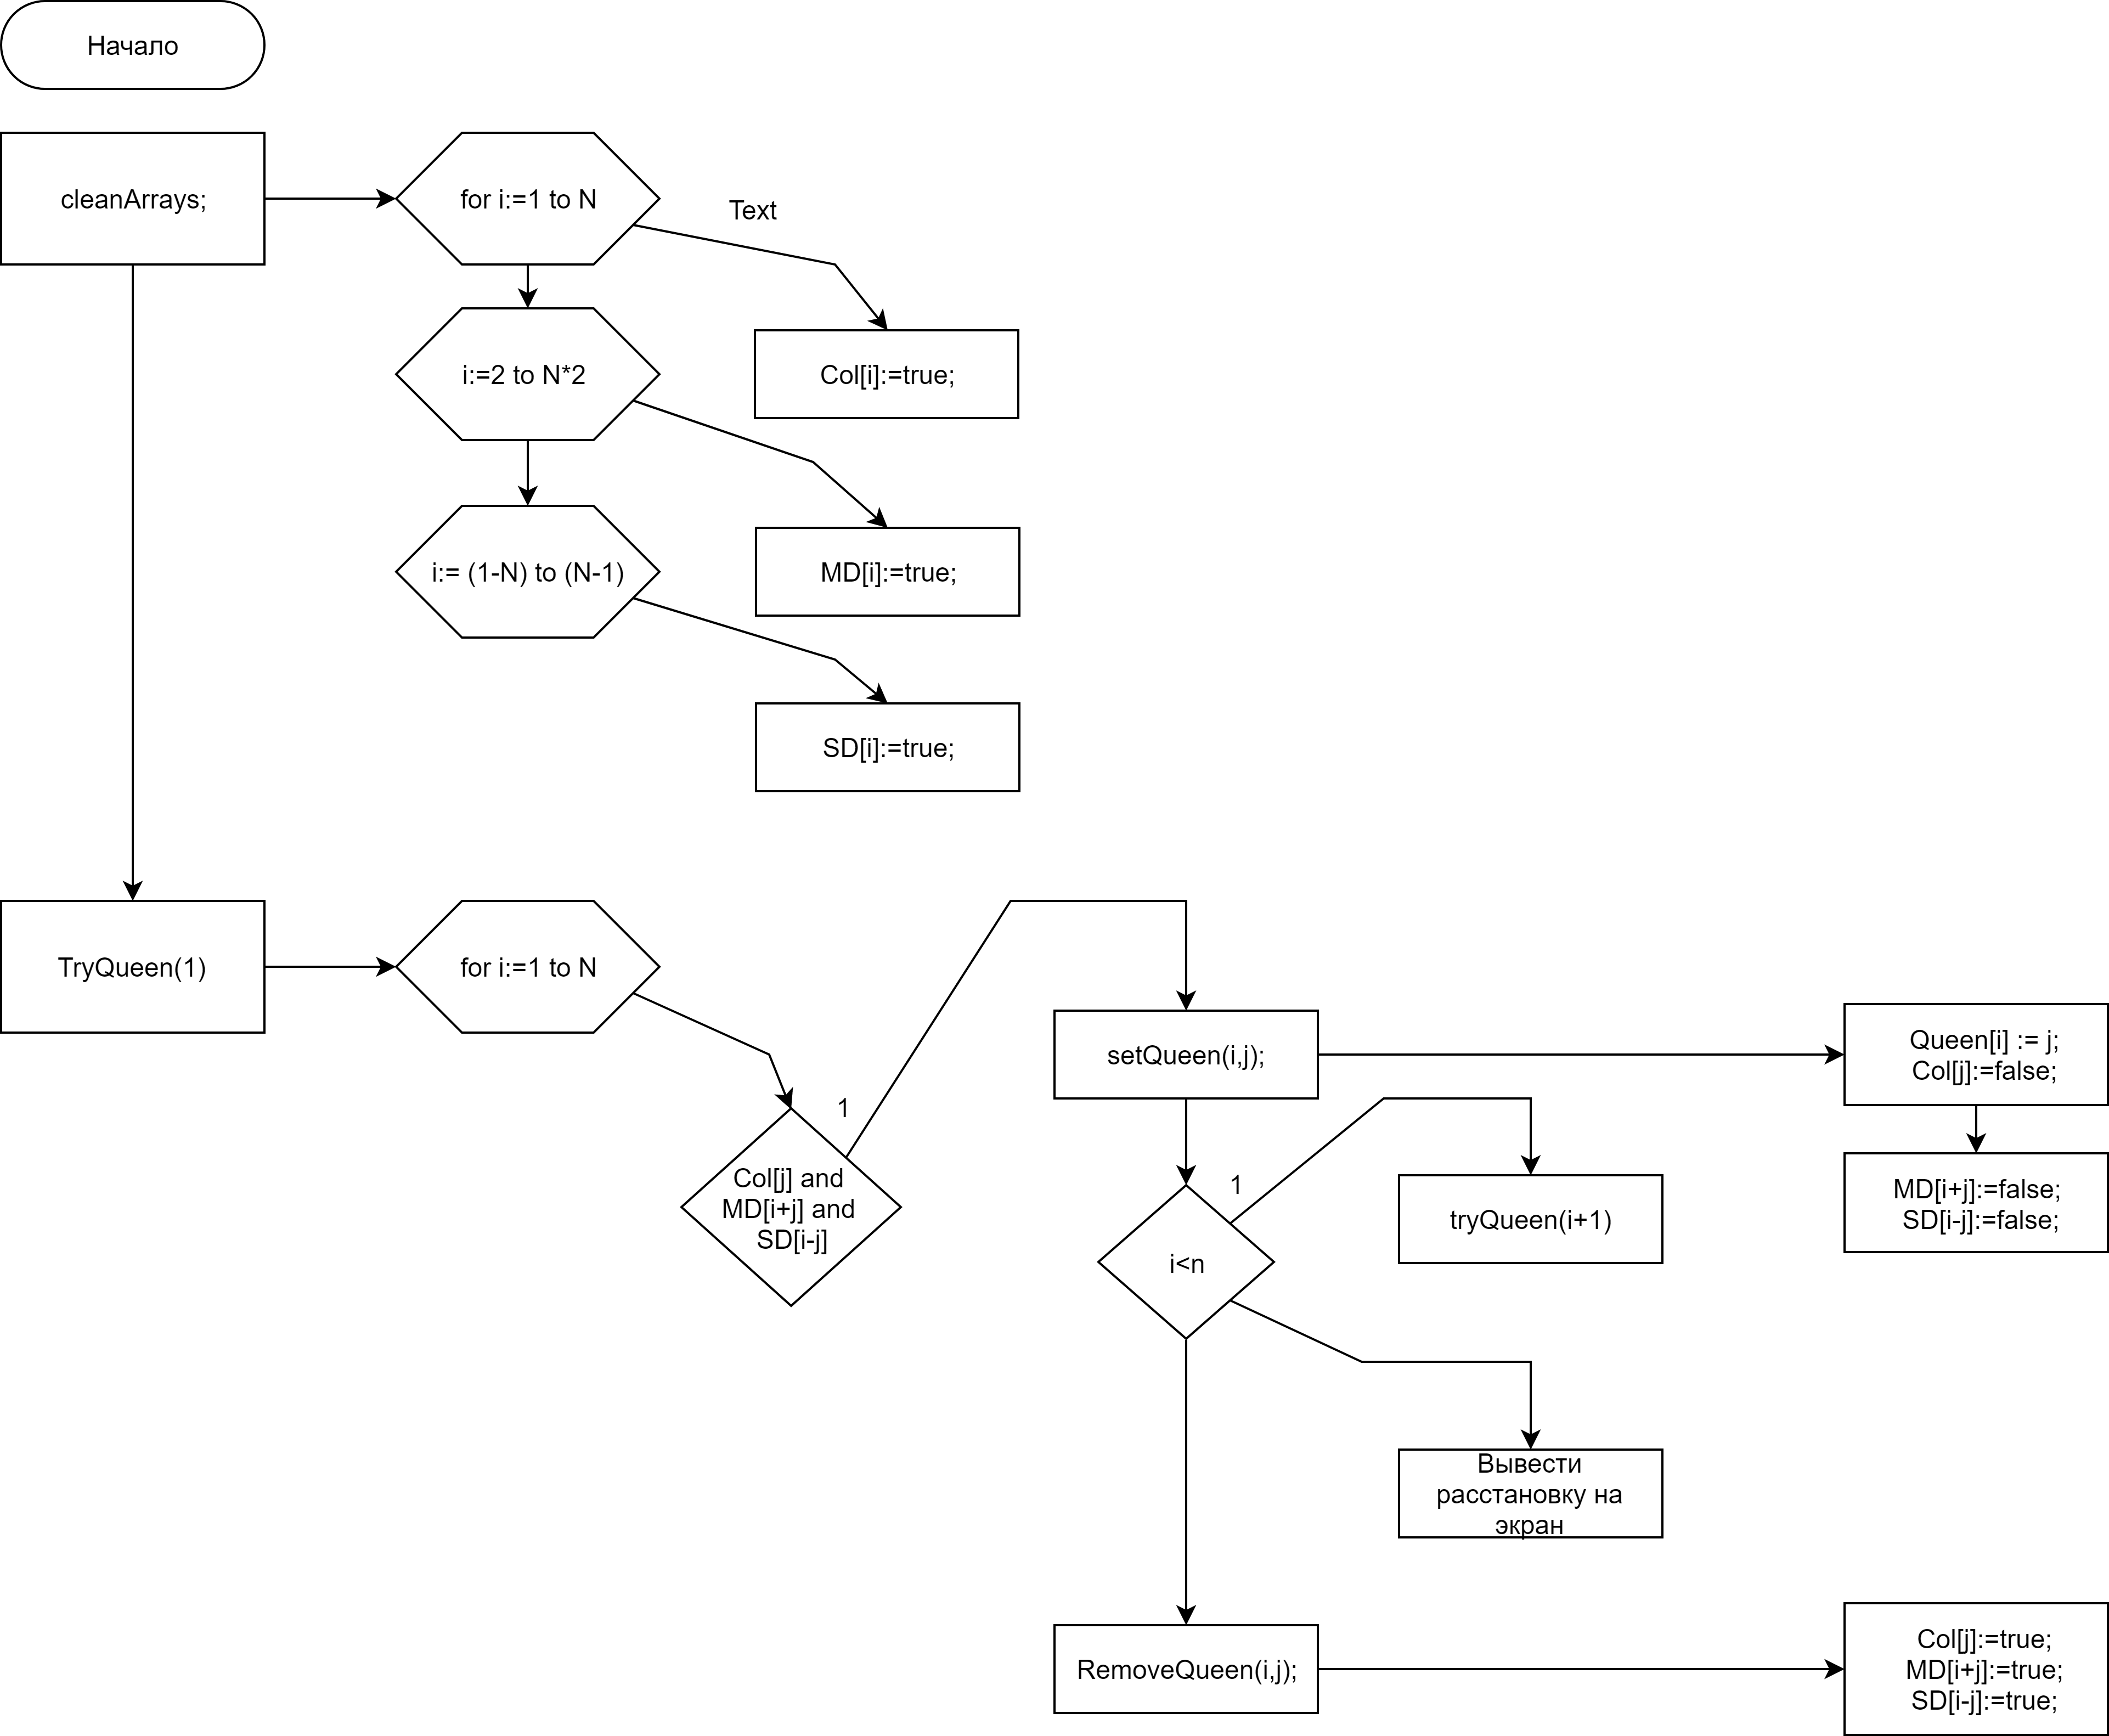 Начало
cleanArrays;
for i:=1 to N
Text
i:=2 to N*2
Col[i]:=true;
i:= (1-N) to (N-1)
MD[i]:=true;
SD[i]:=true;
TryQueen(1)
for i:=1 to N
1
Col[j] and
MD[i+j] and
SD[i-j]
setQueen(i,j);
Queen[i] := j;
Col[j]:=false;
MD[i+j]:=false;
SD[i-j]:=false;
1
i<n
tryQueen(i+1)
Вывести
расстановку на
экран
RemoveQueen(i,j);
Col[j]:=true;
MD[i+j]:=true;
SD[i-j]:=true;